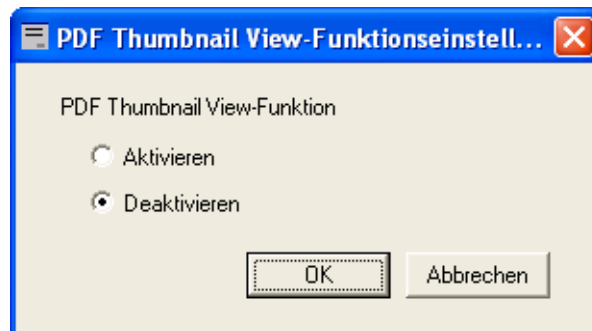 PDF Thumbnail View-Funktionseinstell...
PDF Thumbnail View-Funktion
Aktivieren
Deaktivieren
OK Abbrechen